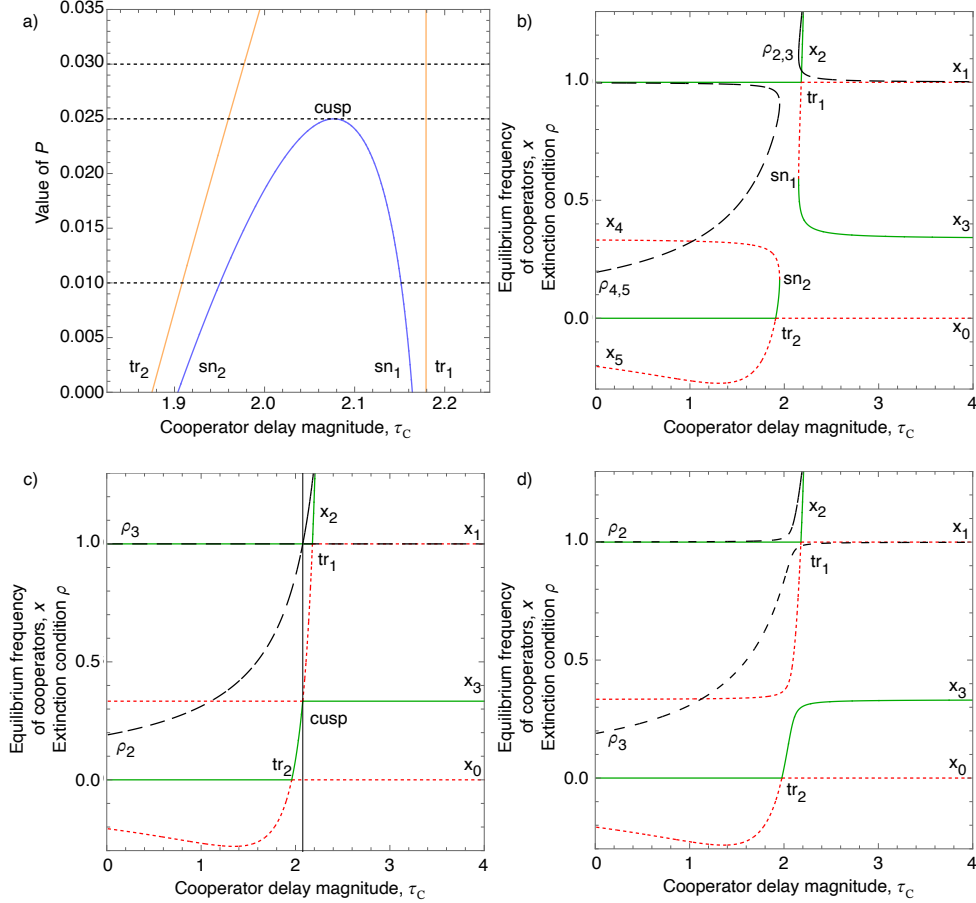 a)
Value of P
0.035
0.030
0.025
0.020
0.015
0.010
0.005
0.000
cusp
tr2
sn2
sn1
tr1
1.9
2.0
2.1
2.2
Cooperator delay magnitude, τC
b)
Equilibrium frequency
of cooperators, x
Extinction condition ρ
1.0
0.5
0.0
ρ2,3
x2
x1
tr1
sn1
x4
x3
sn2
ρ4,5
x0
tr2
x5
0
1
2
3
4
Cooperator delay magnitude, τC
c)
Equilibrium frequency
of cooperators, x
Extinction condition ρ
1.0
0.5
0.0
ρ3
x2
x1
tr1
x3
cusp
ρ2
tr2
x0
0
1
2
3
4
Cooperator delay magnitude, τC
d)
Equilibrium frequency
of cooperators, x
Extinction condition ρ
1.0
0.5
0.0
ρ2
x2
x1
tr1
x3
ρ3
x0
tr2
0
1
2
3
4
Cooperator delay magnitude, τC